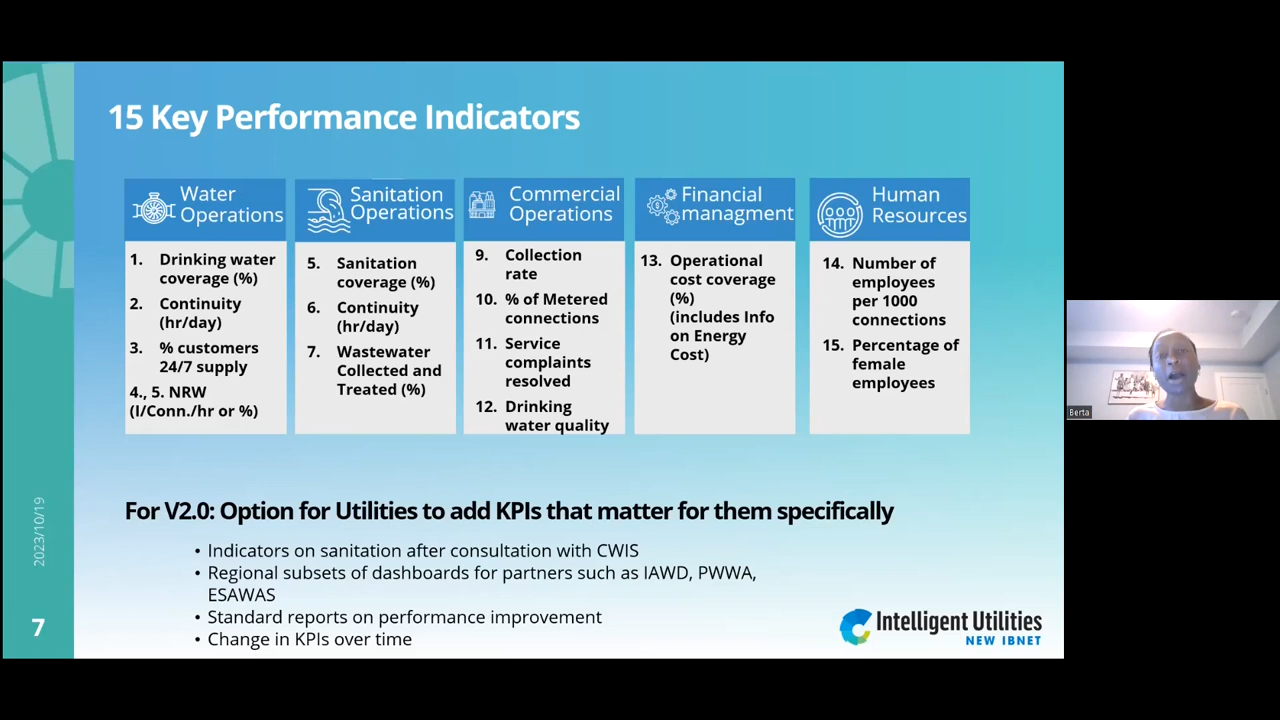 15 Key Performance Indicators
Water
Operations
1. Drinking water
coverage (%)
2. Continuity
(hr/day)
3. % customers
24/7 supply
4., 5. NRW
(l/Conn./hr or %)
Sanitation
Operations
5. Sanitation
coverage (%)
6. Continuity
(hr/day)
7. Wastewater
Collected and
Treated (%)
Commercial
Operations
9. Collection
rate
10. % of Metered
connections
11. Service
complaints
resolved
12. Drinking
water quality
Financial
managment
13. Operational
cost coverage
(%)
(includes Info
on Energy
Cost)
Human
Resources
14. Number of
employees
per 1000
connections
15. Percentage of
female
employees
For V2.0: Option for Utilities to add KPIs that matter for them specifically
• Indicators on sanitation after consultation with CWIS
• Regional subsets of dashboards for partners such as IAWD, PWWA,
ESAWAS
• Standard reports on performance improvement
• Change in KPIs over time
2023/10/19
7
Intelligent Utilities
NEW IBNET
Berta